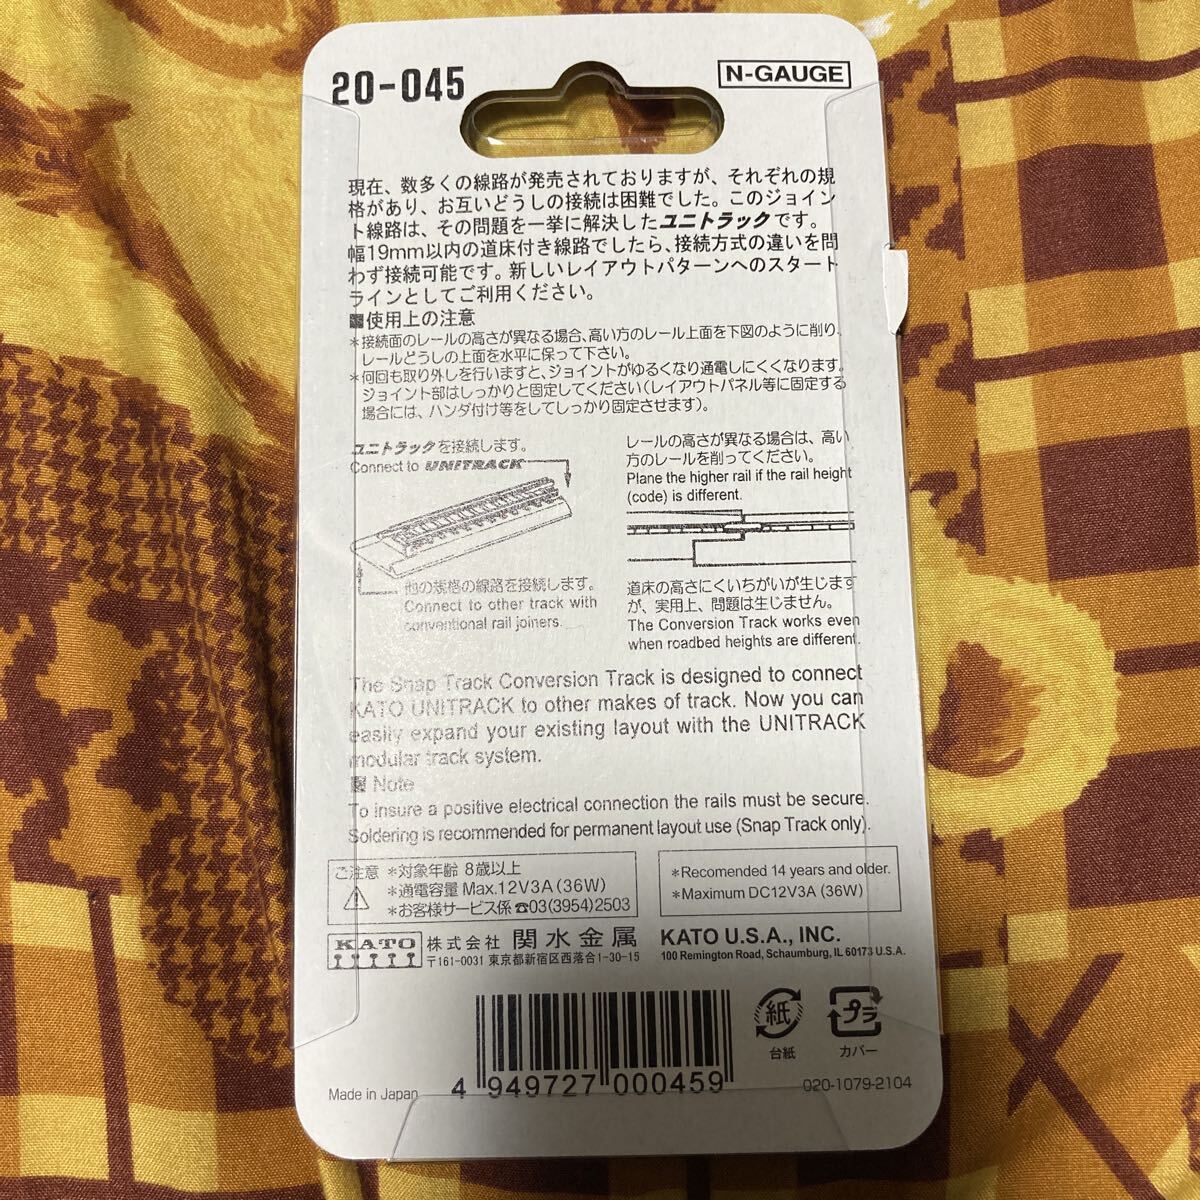 20-045
N-GAUGE
現在、数多くの線路が発売されておりますが、それぞれの規
格があり、お互いどうしの接続は困難でした。このジョイン
ト線路は、その問題を一挙に解決したユニトラックです。
幅19mm以内の道床付き線路でしたら、接続方式の違いを問
わず接続可能です。新しいレイアウトパターンへのスタート
ラインとしてご利用ください。
■使用上の注意
＊接続面のレールの高さが異なる場合、高い方のレール上面を下図のように削り、
レールどうしの上面を水平に保って下さい。
＊何回も取り外しを行いますと、ジョイントがゆるくなり通電しにくくなります。
ジョイント部はしっかりと固定してください（レイアウトパネル等に固定する
場合には、ハンダ付け等をしてしっかり固定させます）。
ユニトラックを接続します。
Connect to UNITRACK
他の規格の線路を接続します。
Connect to other track with
conventional rail joiners.
レールの高さが異なる場合は、高い
方のレールを削ってください。
Plane the higher rail if the rail height
(code) is different.
道床の高さにくいちがいが生じます
が、実用上、問題は生じません。
The Conversion Track works even
when roadbed heights are different.
The Snap Track Conversion Track is designed to connect
KATO UNITRACK to other makes of track. Now you can
easily expand your existing layout with the UNITRACK
modular track system.
■ Note
To insure a positive electrical connection the rails must be secure.
Soldering is recommended for permanent layout use (Snap Track only).
ご注意 ＊対象年齢 8歳以上
＊通電容量 Max.12V3A(36W)
＊お客様サービス係 ☎03(3954)2503
＊Recomended 14 years and older.
＊Maximum DC12V3A (36W)
KATO 株式会社 関水金属
〒161-0031 東京都新宿区西落合1-30-15
KATO U.S.A., INC.
100 Remington Road, Schaumburg, IL 60173 U.S.A.
紙
台紙
プラ
カバー
Made in Japan
4 949727 000459
020-1079-2104